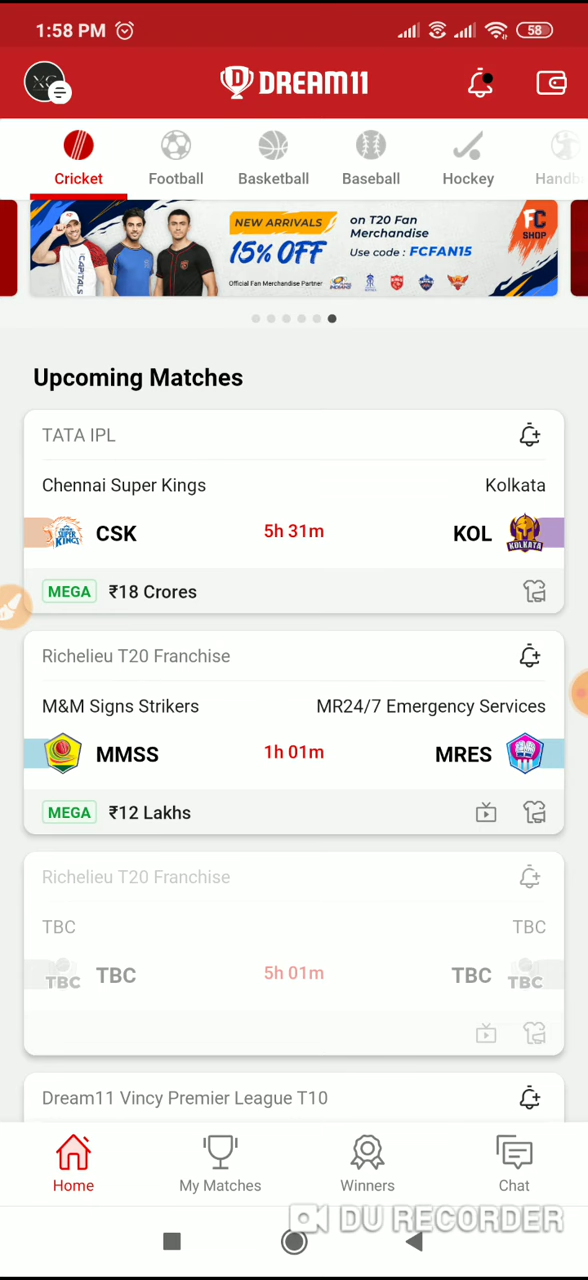 1:58 PM
58
DREAM11
Cricket Football Basketball Baseball Hockey Handb
NEW ARRIVALS
15% OFF
on T20 Fan
Merchandise
Use code : FCFAN15
Official Fan Merchandise Partner
FC
SHOP
CAPITALS
Upcoming Matches
TATA IPL
Chennai Super Kings Kolkata
CSK 5h 31m KOL
MEGA ₹18 Crores
Richelieu T20 Franchise
M&M Signs Strikers MR24/7 Emergency Services
MMSS 1h 01m MRES
MEGA ₹12 Lakhs
Richelieu T20 Franchise
TBC TBC
TBC TBC 5h 01m TBC TBC
Dream11 Vincy Premier League T10
Home My Matches Winners Chat
DU RECORDER